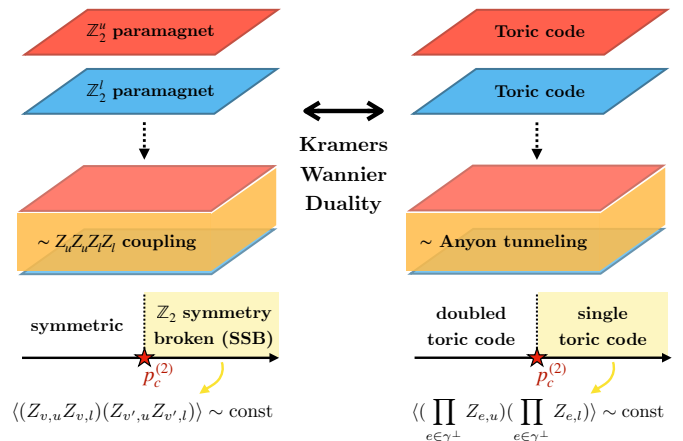 ℤ₂ᵘ paramagnet
ℤ₂ˡ paramagnet
∼ ZᵤZᵤZₗZₗ coupling
symmetric
ℤ₂ symmetry
broken (SSB)
p_c^{(2)}
⟨(Z_{v,u}Z_{v,l})(Z_{v',u}Z_{v',l})⟩ ∼ const
Kramers
Wannier
Duality
Toric code
Toric code
∼ Anyon tunneling
doubled
toric code
single
toric code
p_c^{(2)}
⟨(∏_{e∈γ^⊥} Z_{e,u})(∏_{e∈γ^⊥} Z_{e,l})⟩ ∼ const